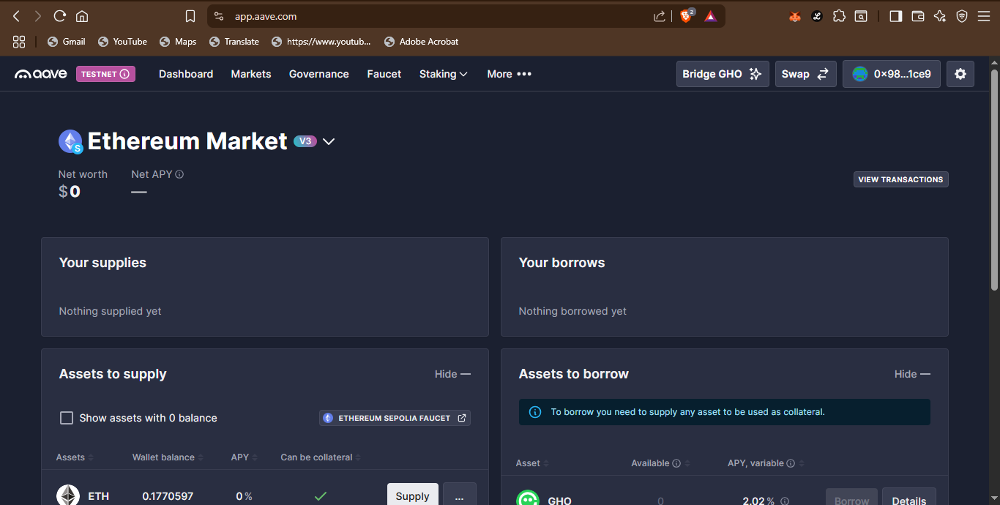 app.aave.com
2
Gmail YouTube Maps Translate https://www.youtub... Adobe Acrobat
aave TESTNET Dashboard Markets Governance Faucet Staking More ••• Bridge GHO Swap 0x98...1ce9
Ethereum Market V3
S
Net worth Net APY
$0 —
VIEW TRANSACTIONS
Your supplies
Nothing supplied yet
Your borrows
Nothing borrowed yet
Assets to supply Hide —
Show assets with 0 balance ETHEREUM SEPOLIA FAUCET
Assets Wallet balance APY Can be collateral
ETH 0.1770597 0% Supply ...
Assets to borrow Hide —
To borrow you need to supply any asset to be used as collateral.
Asset Available APY, variable
GHO 0 2.02% Borrow Details